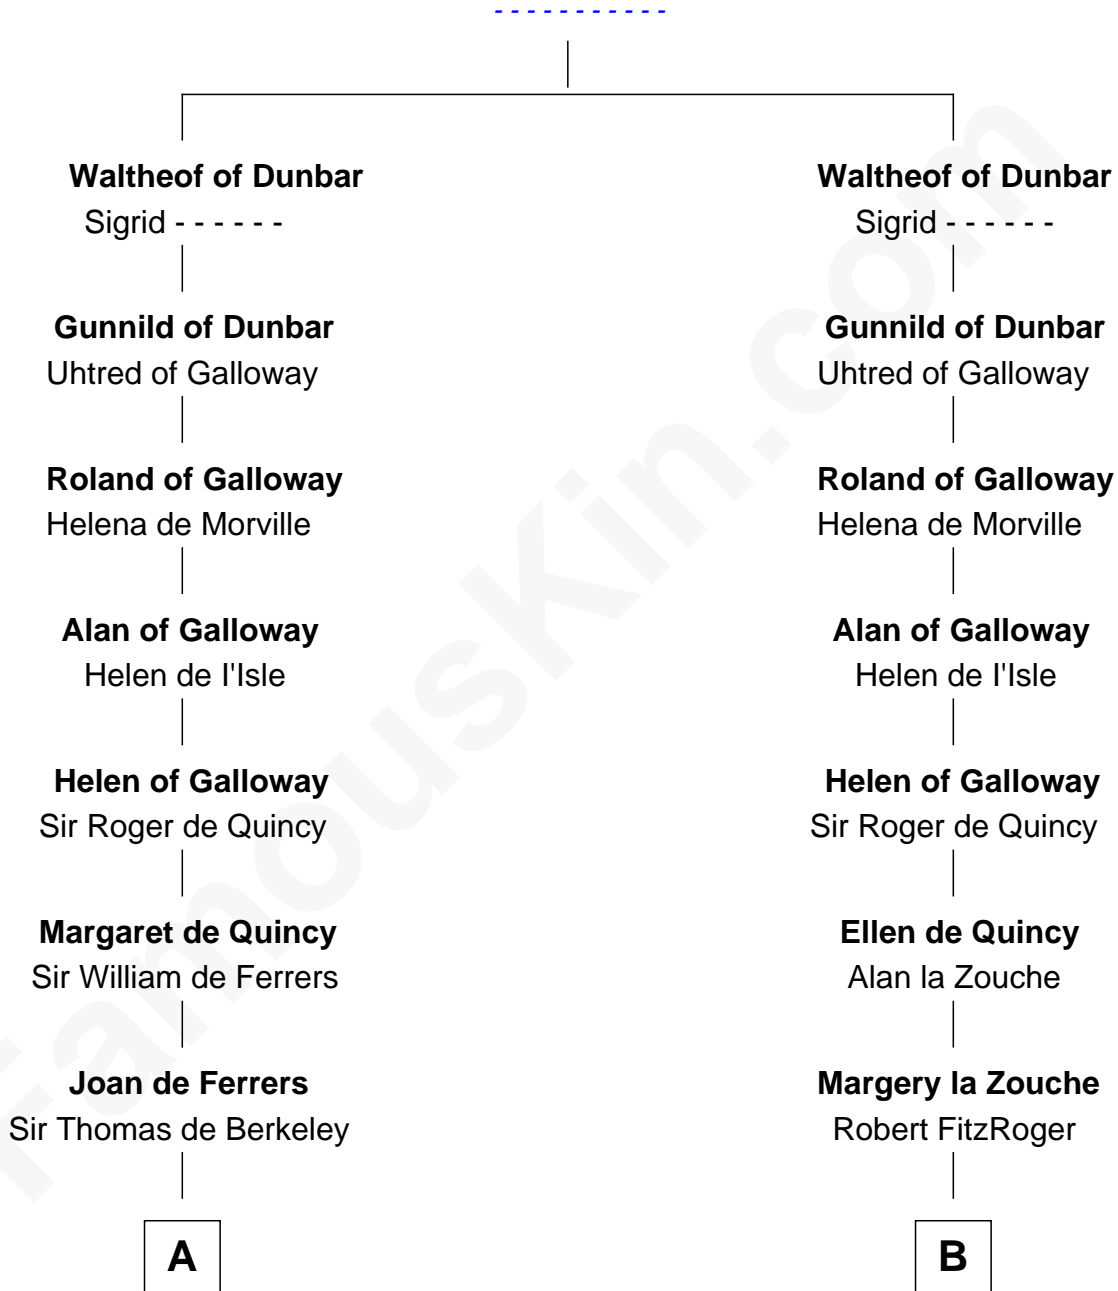 - - - - - - - - - - -
Waltheof of Dunbar
Sigrid - - - - - -
Gunnild of Dunbar
Uhtred of Galloway
Roland of Galloway
Helena de Morville
Alan of Galloway
Helen de I'Isle
Helen of Galloway
Sir Roger de Quincy
Margaret de Quincy
Sir William de Ferrers
Joan de Ferrers
Sir Thomas de Berkeley
A
Waltheof of Dunbar
Sigrid - - - - - -
Gunnild of Dunbar
Uhtred of Galloway
Roland of Galloway
Helena de Morville
Alan of Galloway
Helen de I'Isle
Helen of Galloway
Sir Roger de Quincy
Ellen de Quincy
Alan la Zouche
Margery la Zouche
Robert FitzRoger
B
FamousKin.com